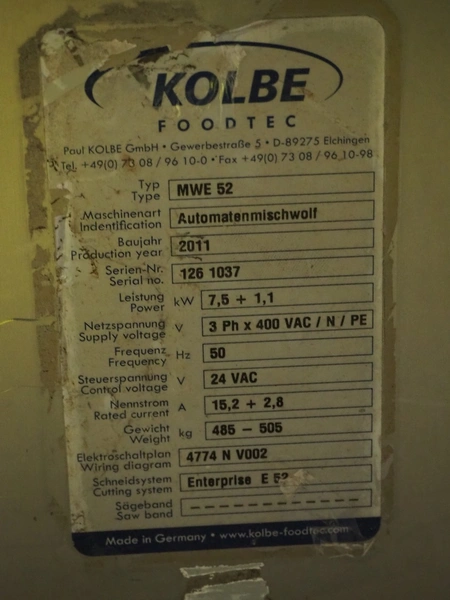 KOLBE
FOODTEC
Paul KOLBE GmbH • Gewerbestraße 5 • D-89275 Elchingen
Tel. +49(0) 73 08 / 96 10-0 • Fax +49(0) 73 08 / 96 10-98
Typ
Type MWE 52
Maschinenart
Indentification Automatenmischwolf
Baujahr
Production year 2011
Serien-Nr.
Serial no. 126 1037
Leistung
Power kW 7,5 + 1,1
Netzspannung
Supply voltage V 3 Ph x 400 VAC / N / PE
Frequenz
Frequency Hz 50
Steuerspannung
Control voltage V 24 VAC
Nennstrom
Rated current A 15,2 + 2,8
Gewicht
Weight kg 485 – 505
Elektroschaltplan
Wiring diagram 4774 N V002
Schneidsystem
Cutting system Enterprise E 52
Sägeband
Saw band – – – – – – – – – – –
Made in Germany • www.kolbe-foodtec.com